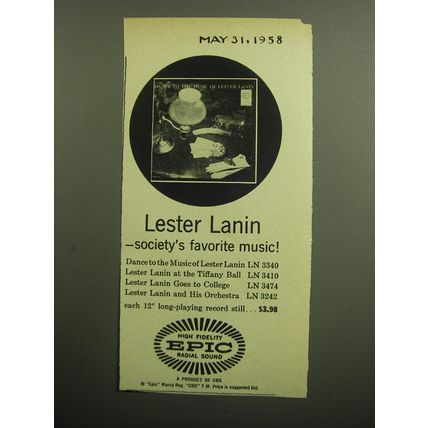 MAY 31, 1958
DANCE TO THE MUSIC OF LESTER LANIN
Lester Lanin
—society's favorite music!
Dance to the Music of Lester Lanin LN 3340
Lester Lanin at the Tiffany Ball LN 3410
Lester Lanin Goes to College LN 3474
Lester Lanin and His Orchestra LN 3242
each 12" long-playing record still . . . $3.98
HIGH FIDELITY
EPIC
RADIAL SOUND
A PRODUCT OF CBS
® "Epic" Marca Reg. "CBS" T.M. Price is suggested list.